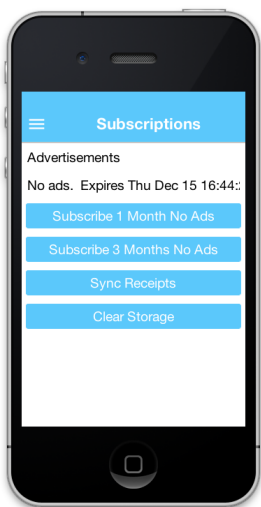 Subscriptions
Advertisements
No ads. Expires Thu Dec 15 16:44:
Subscribe 1 Month No Ads
Subscribe 3 Months No Ads
Sync Receipts
Clear Storage